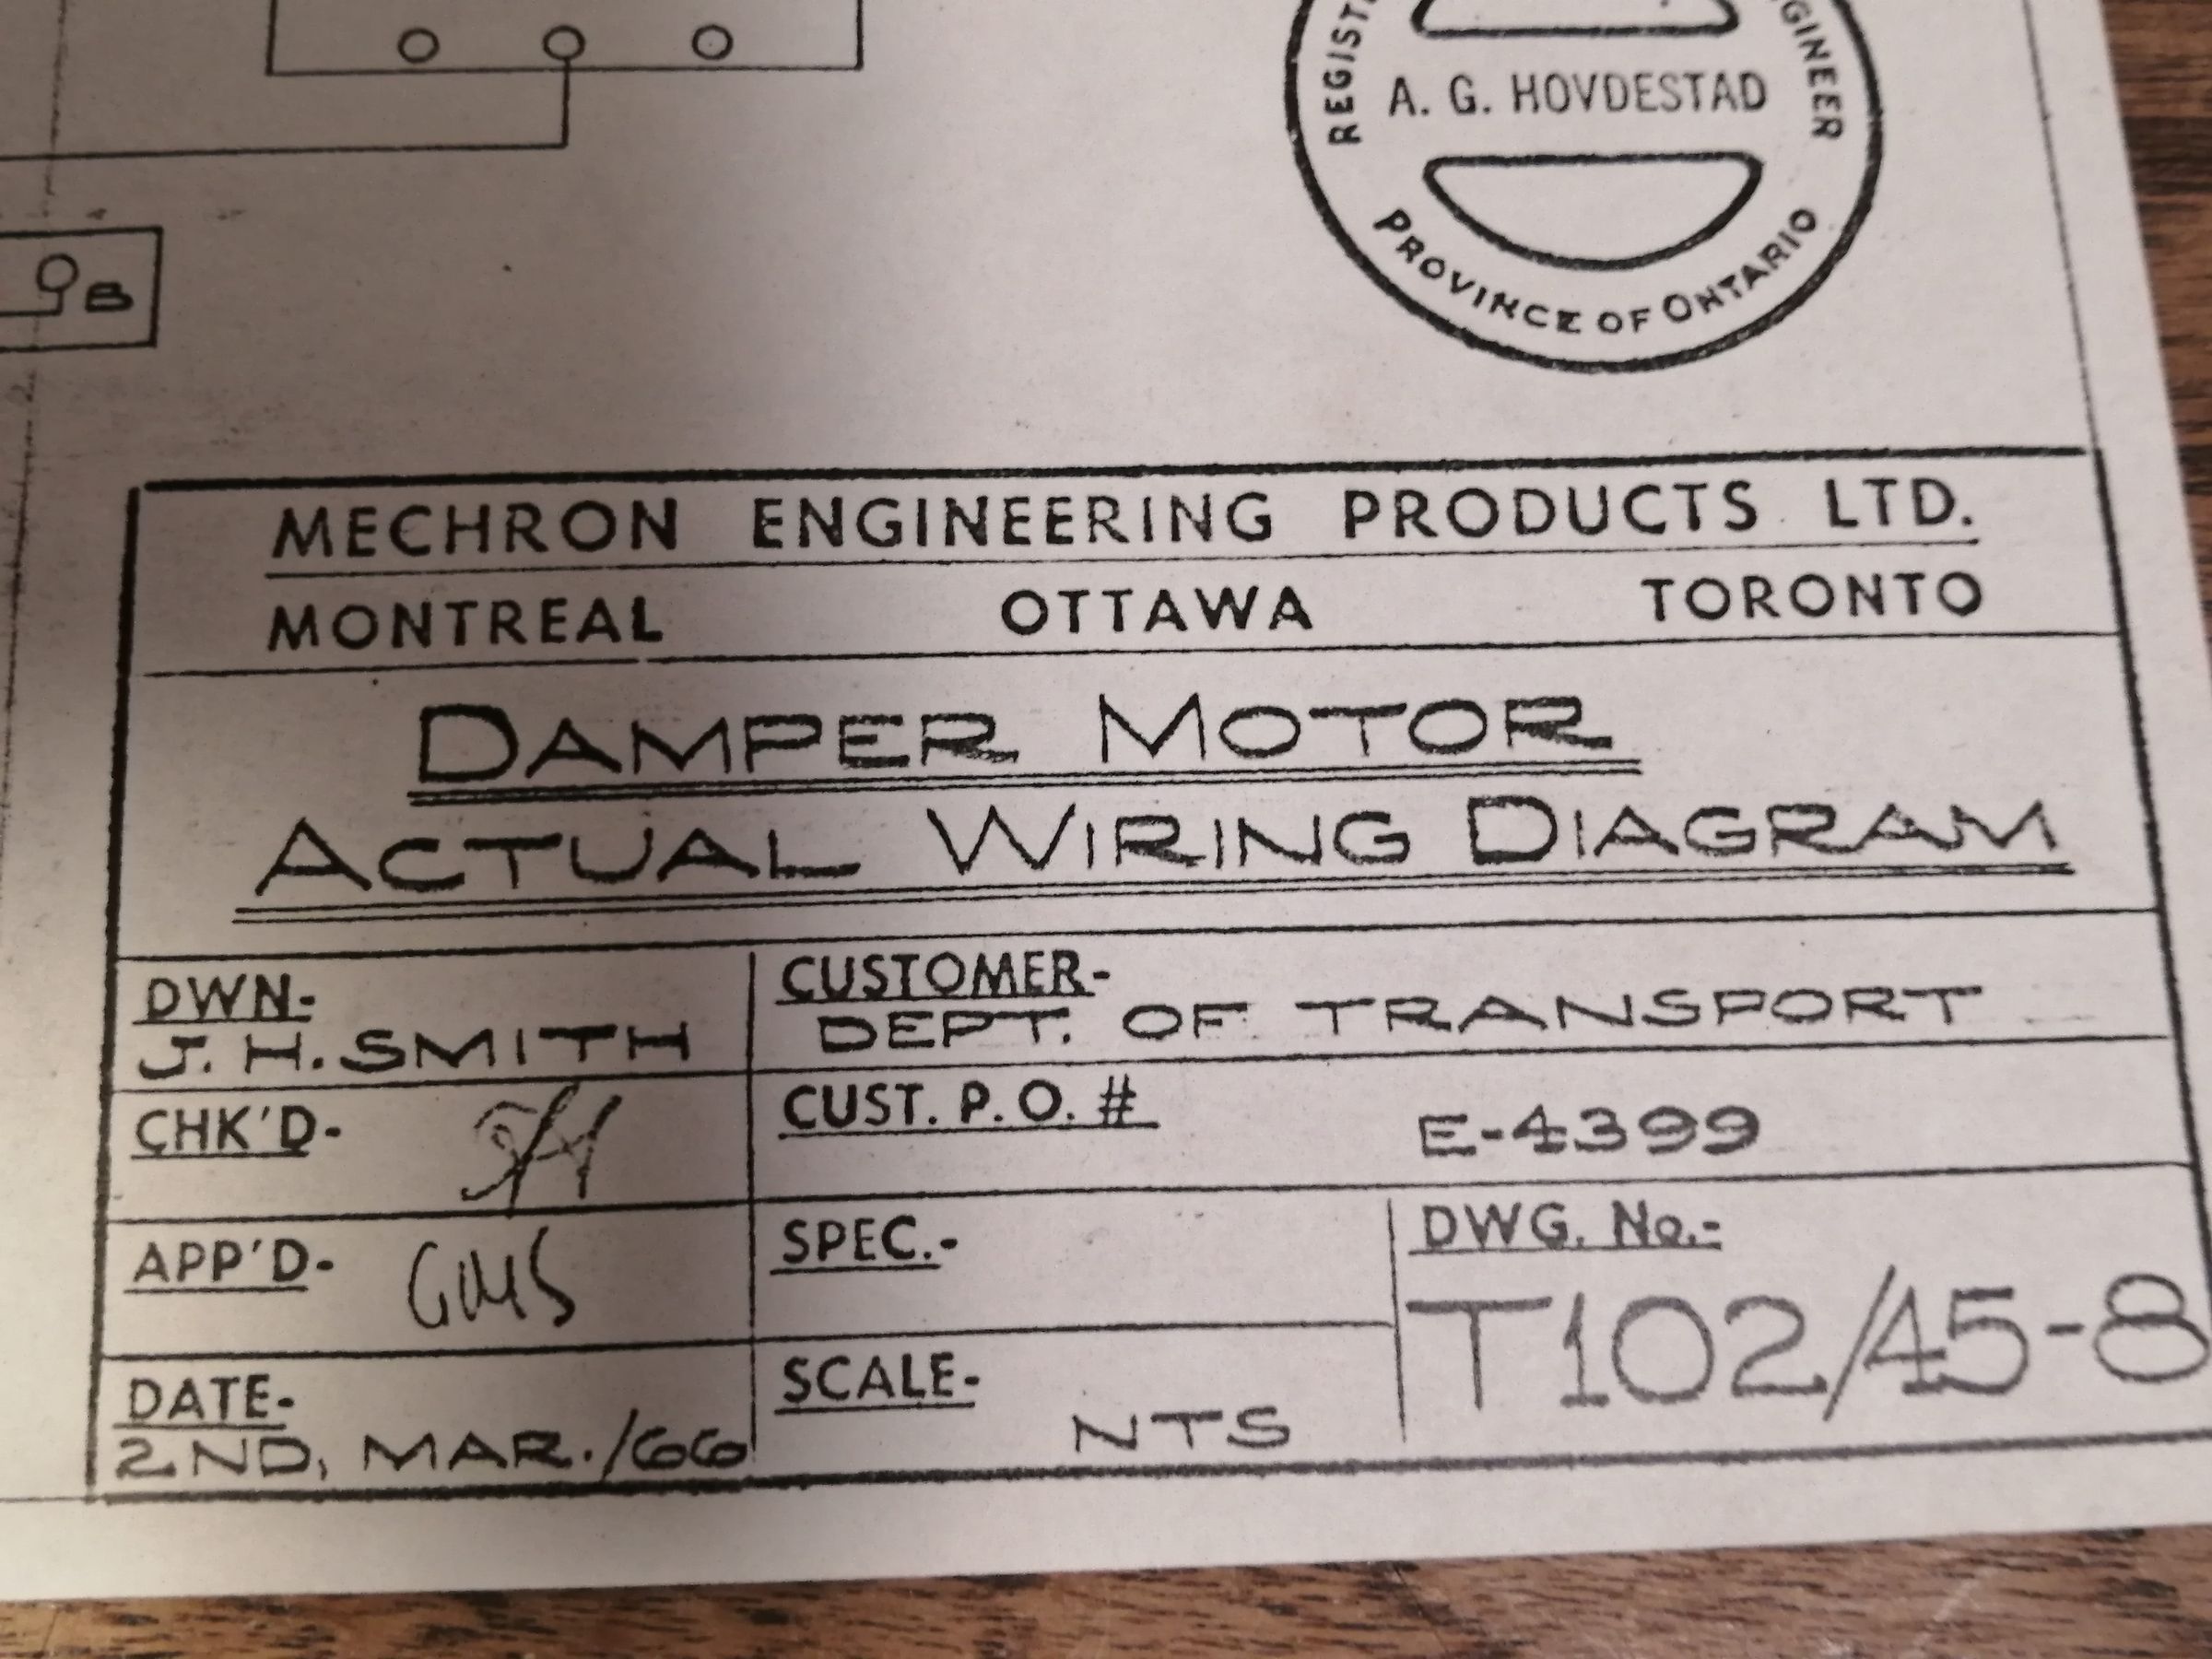 A. G. HOVDESTAD
ENGINEER
PROVINCE OF ONTARIO
B
MECHRON ENGINEERING PRODUCTS LTD.
MONTREAL OTTAWA TORONTO
DAMPER MOTOR
ACTUAL WIRING DIAGRAM
DWN-
J. H. SMITH
CUSTOMER-
DEPT. OF TRANSPORT
CHK'D-
CUST. P. O. #
E-4399
APP'D-
SPEC.-
DWG. No.-
T102/45-8
DATE-
2ND, MAR./66
SCALE-
NTS